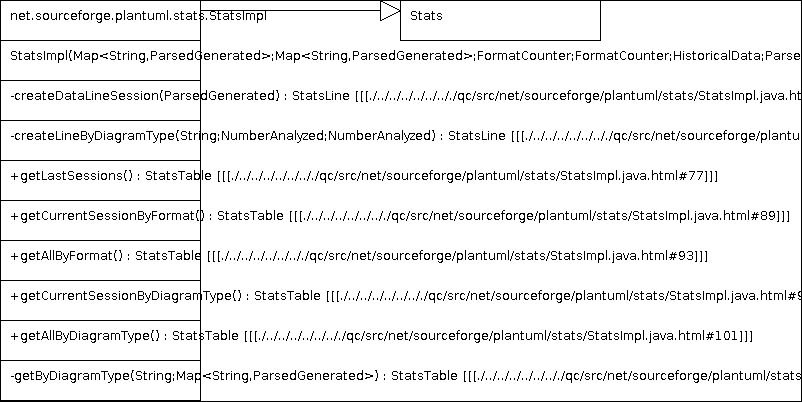 net.sourceforge.plantuml.stats.StatsImpl
Stats
StatsImpl(Map<String,ParsedGenerated>;Map<String,ParsedGenerated>;FormatCounter;FormatCounter;HistoricalData;Parse
-createDataLineSession(ParsedGenerated) : StatsLine [[[./../../../../../../../qc/src/net/sourceforge/plantuml/stats/StatsImpl.java.ht
-createLineByDiagramType(String;NumberAnalyzed;NumberAnalyzed) : StatsLine [[[./../../../../../../../qc/src/net/sourceforge/plantu
+getLastSessions() : StatsTable [[[./../../../../../../../qc/src/net/sourceforge/plantuml/stats/StatsImpl.java.html#77]]]
+getCurrentSessionByFormat() : StatsTable [[[./../../../../../../../qc/src/net/sourceforge/plantuml/stats/StatsImpl.java.html#89]]]
+getAllByFormat() : StatsTable [[[./../../../../../../../qc/src/net/sourceforge/plantuml/stats/StatsImpl.java.html#93]]]
+getCurrentSessionByDiagramType() : StatsTable [[[./../../../../../../../qc/src/net/sourceforge/plantuml/stats/StatsImpl.java.html#9
+getAllByDiagramType() : StatsTable [[[./../../../../../../../qc/src/net/sourceforge/plantuml/stats/StatsImpl.java.html#101]]]
-getByDiagramType(String;Map<String,ParsedGenerated>) : StatsTable [[[./../../../../../../../qc/src/net/sourceforge/plantuml/stats